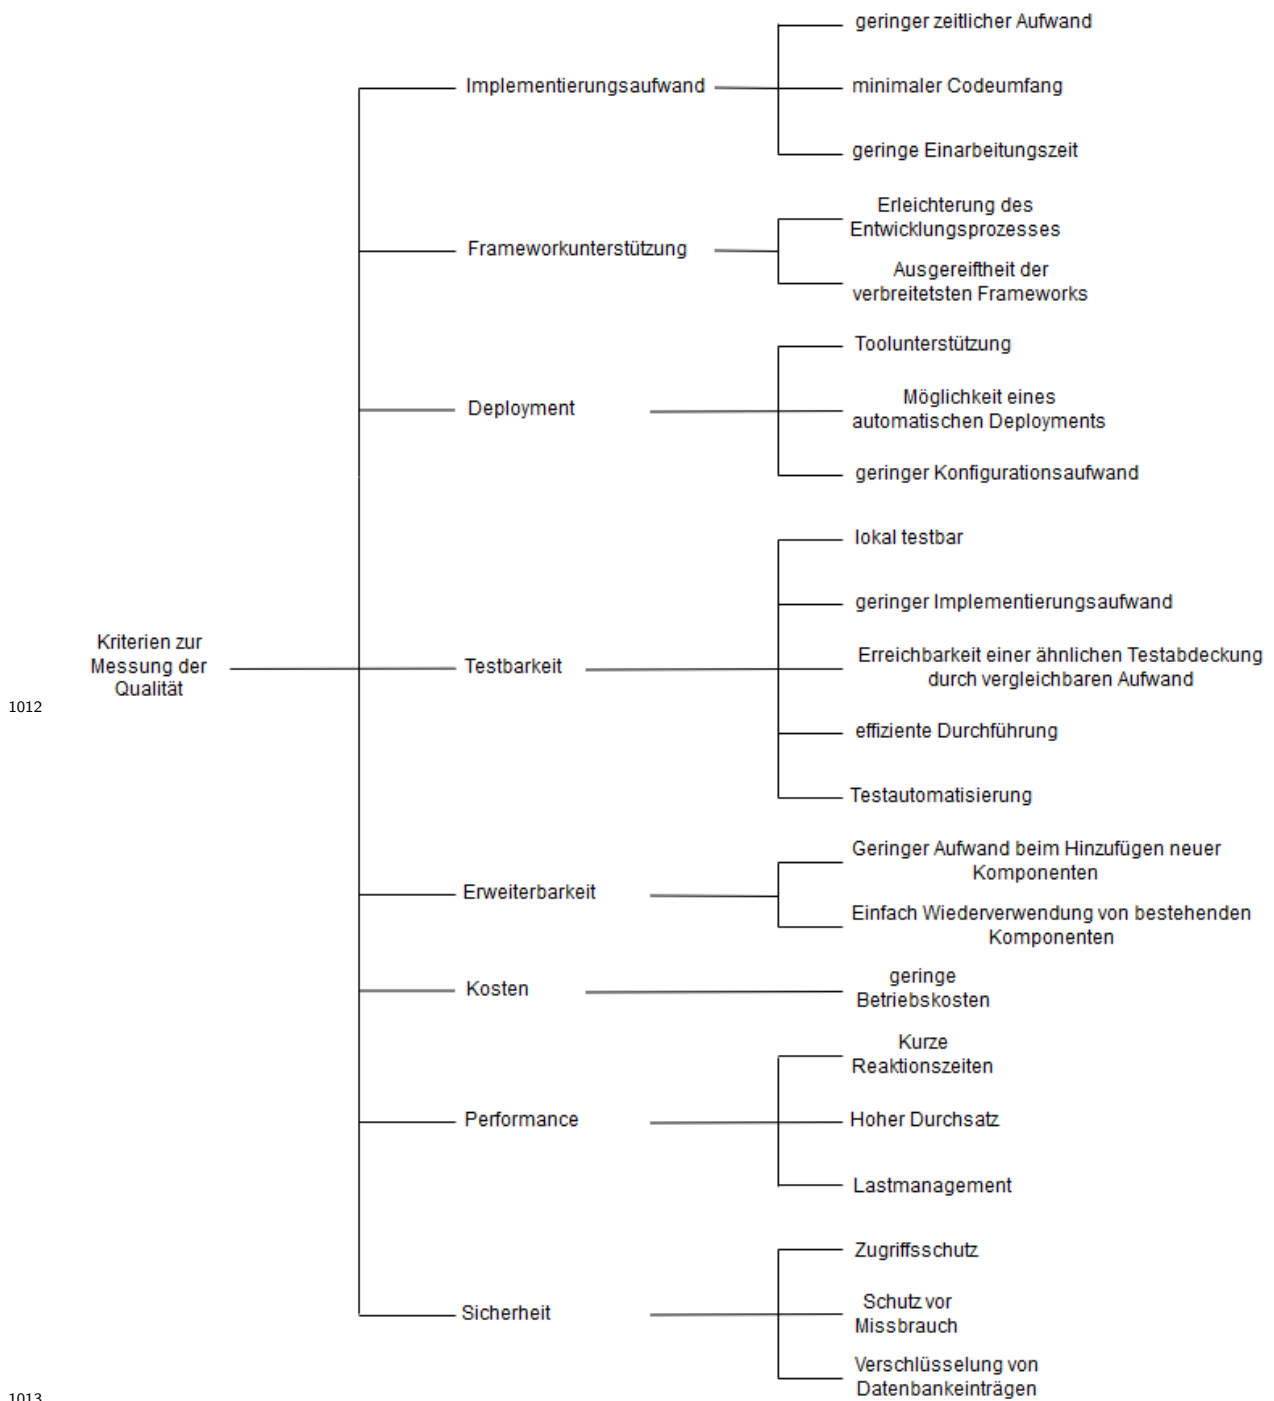 geringer zeitlicher Aufwand
Implementierungsaufwand
minimaler Codeumfang
geringe Einarbeitungszeit
Erleichterung des
Entwicklungsprozesses
Frameworkunterstützung
Ausgereiftheit der
verbreitetsten Frameworks
Toolunterstützung
Deployment
Möglichkeit eines
automatischen Deployments
geringer Konfigurationsaufwand
lokal testbar
geringer Implementierungsaufwand
Kriterien zur
Messung der
Qualität
Testbarkeit
Erreichbarkeit einer ähnlichen Testabdeckung
durch vergleichbaren Aufwand
1012
effiziente Durchführung
Testautomatisierung
Geringer Aufwand beim Hinzufügen neuer
Komponenten
Erweiterbarkeit
Einfach Wiederverwendung von bestehenden
Komponenten
Kosten
geringe
Betriebskosten
Kurze
Reaktionszeiten
Performance
Hoher Durchsatz
Lastmanagement
Zugriffsschutz
Sicherheit
Schutz vor
Missbrauch
Verschlüsselung von
Datenbankeinträgen
1013